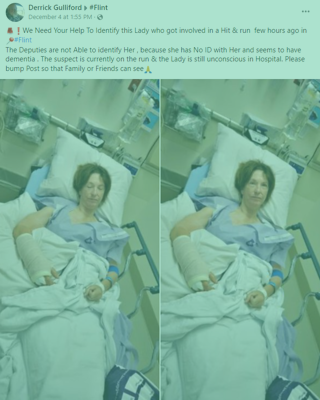 Derrick Gulliford ▸ #Flint
December 4 at 1:55 PM ·
🚨❗We Need Your Help To Identify this Lady who got involved in a Hit & run few hours ago in
📌#Flint
The Deputies are not Able to identify Her , because she has No ID with Her and seems to have
dementia . The suspect is currently on the run & the Lady is still unconscious in Hospital. Please
bump Post so that Family or Friends can see🙏